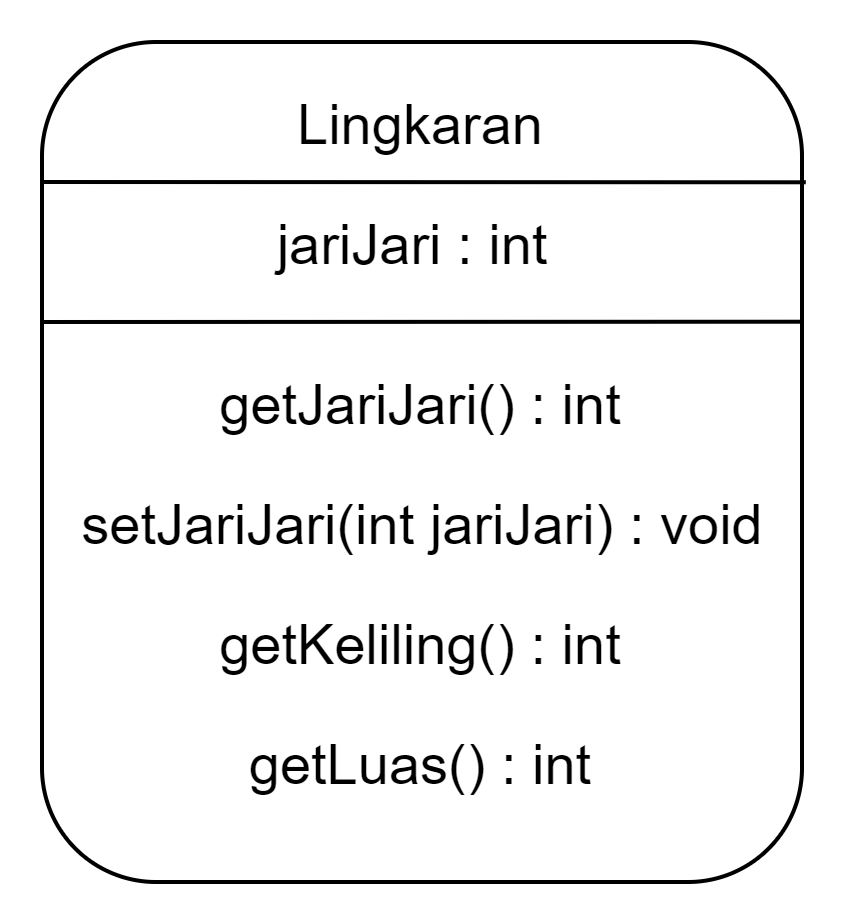 Lingkaran
jariJari : int
getJariJari() : int
setJariJari(int jariJari) : void
getKeliling() : int
getLuas() : int